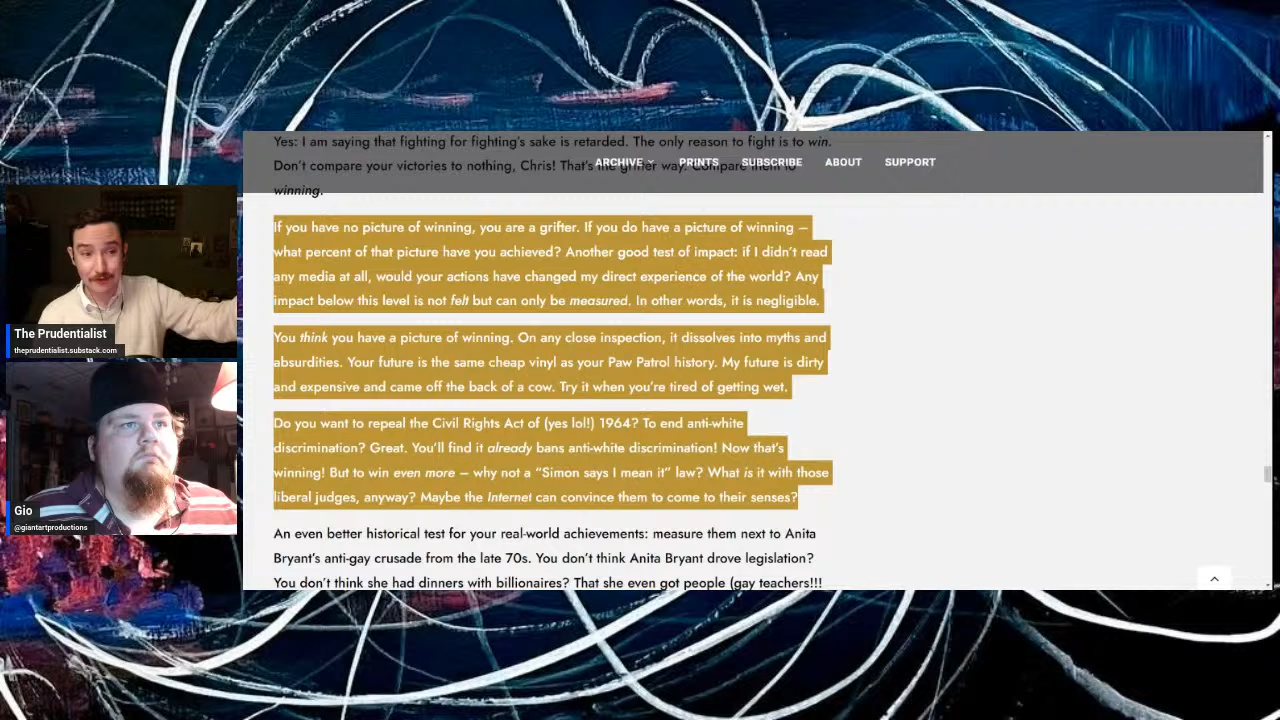 Yes: I am saying that fighting for fighting's sake is retarded. The only reason to fight is to win.
Don't compare your victories to nothing, Chris! That's the grifter way. Compare them to
winning.
ARCHIVE PRINTS SUBSCRIBE ABOUT SUPPORT
If you have no picture of winning, you are a grifter. If you do have a picture of winning –
what percent of that picture have you achieved? Another good test of impact: if I didn't read
any media at all, would your actions have changed my direct experience of the world? Any
impact below this level is not felt but can only be measured. In other words, it is negligible.
You think you have a picture of winning. On any close inspection, it dissolves into myths and
absurdities. Your future is the same cheap vinyl as your Paw Patrol history. My future is dirty
and expensive and came off the back of a cow. Try it when you're tired of getting wet.
Do you want to repeal the Civil Rights Act of (yes lol!) 1964? To end anti-white
discrimination? Great. You'll find it already bans anti-white discrimination! Now that's
winning! But to win even more – why not a “Simon says I mean it” law? What is it with those
liberal judges, anyway? Maybe the Internet can convince them to come to their senses?
An even better historical test for your real-world achievements: measure them next to Anita
Bryant's anti-gay crusade from the late 70s. You don't think Anita Bryant drove legislation?
You don't think she had dinners with billionaires? That she even got people (gay teachers!!!
The Prudentialist
theprudentialist.substack.com
Gio
@giantartproductions